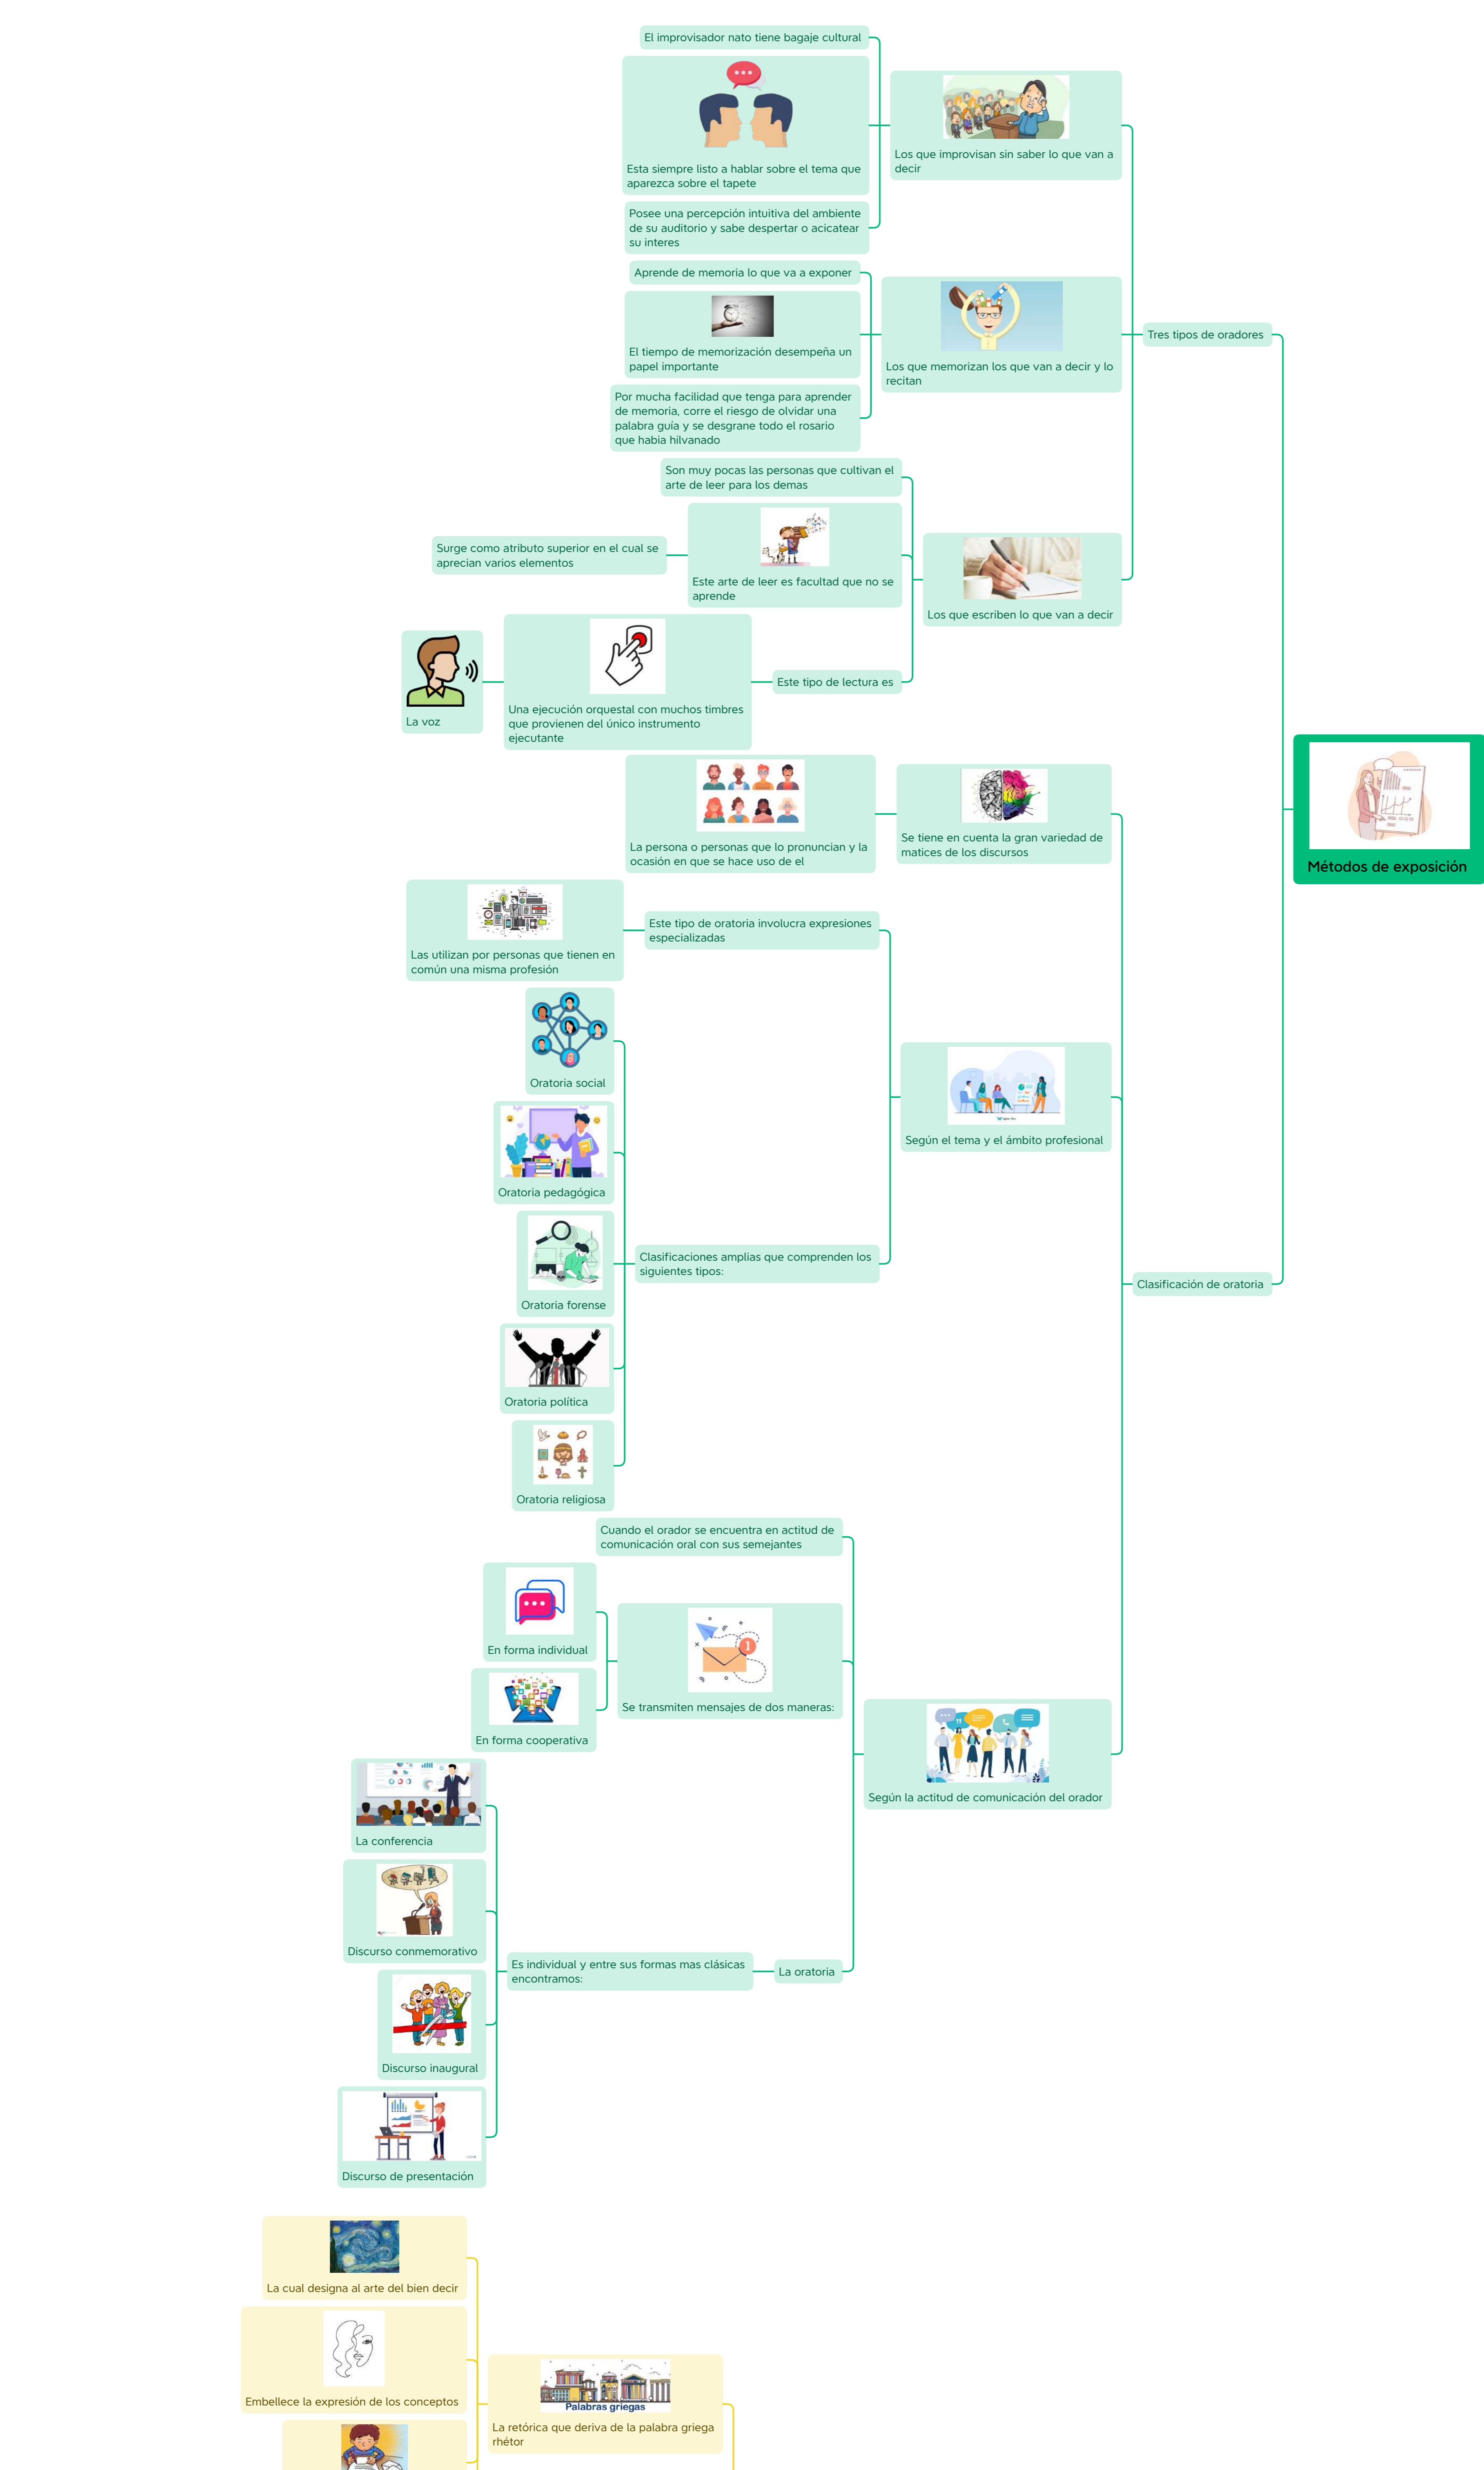 El improvisador nato tiene bagaje cultural
Esta siempre listo a hablar sobre el tema que
aparezca sobre el tapete
Posee una percepción intuitiva del ambiente
de su auditorio y sabe despertar o acicatear
su interes
Los que improvisan sin saber lo que van a
decir
Aprende de memoria lo que va a exponer
El tiempo de memorización desempeña un
papel importante
Por mucha facilidad que tenga para aprender
de memoria, corre el riesgo de olvidar una
palabra guía y se desgrane todo el rosario
que habia hilvanado
Los que memorizan los que van a decir y lo
recitan
Tres tipos de oradores
Son muy pocas las personas que cultivan el
arte de leer para los demas
Surge como atributo superior en el cual se
aprecian varios elementos
Este arte de leer es facultad que no se
aprende
Los que escriben lo que van a decir
La voz
Una ejecución orquestal con muchos timbres
que provienen del único instrumento
ejecutante
Este tipo de lectura es
Métodos de exposición
La persona o personas que lo pronuncian y la
ocasión en que se hace uso de el
Se tiene en cuenta la gran variedad de
matices de los discursos
Las utilizan por personas que tienen en
común una misma profesión
Este tipo de oratoria involucra expresiones
especializadas
Oratoria social
Oratoria pedagógica
Oratoria forense
Oratoria política
Oratoria religiosa
Clasificaciones amplias que comprenden los
siguientes tipos:
Según el tema y el ámbito profesional
Clasificación de oratoria
Cuando el orador se encuentra en actitud de
comunicación oral con sus semejantes
En forma individual
En forma cooperativa
1
Se transmiten mensajes de dos maneras:
Según la actitud de comunicación del orador
La conferencia
Discurso conmemorativo
Discurso inaugural
Discurso de presentación
Es individual y entre sus formas mas clásicas
encontramos:
La oratoria
La cual designa al arte del bien decir
Embellece la expresión de los conceptos
Palabras griegas
La retórica que deriva de la palabra griega
rhétor